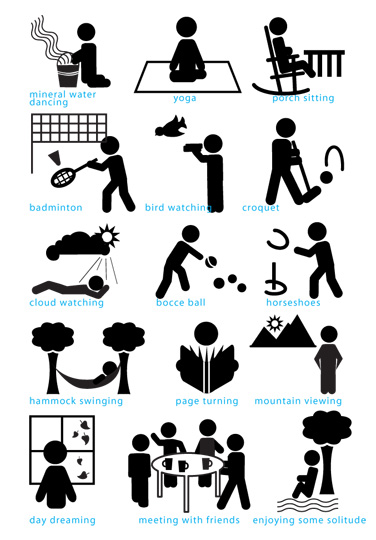 mineral water
dancing
yoga
porch sitting
badminton
bird watching
croquet
cloud watching
bocce ball
horseshoes
hammock swinging
page turning
mountain viewing
day dreaming
meeting with friends
enjoying some solitude